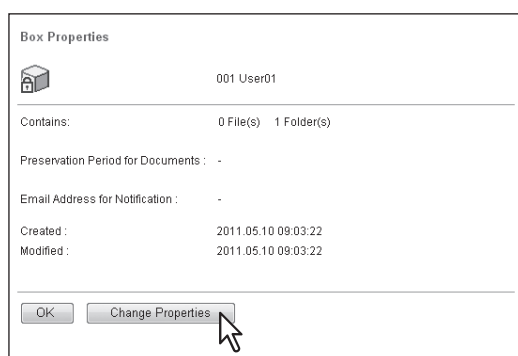 Box Properties
001 User01
Contains: 0 File(s) 1 Folder(s)
Preservation Period for Documents : -
Email Address for Notification : -
Created : 2011.05.10 09:03:22
Modified : 2011.05.10 09:03:22
OK Change Properties